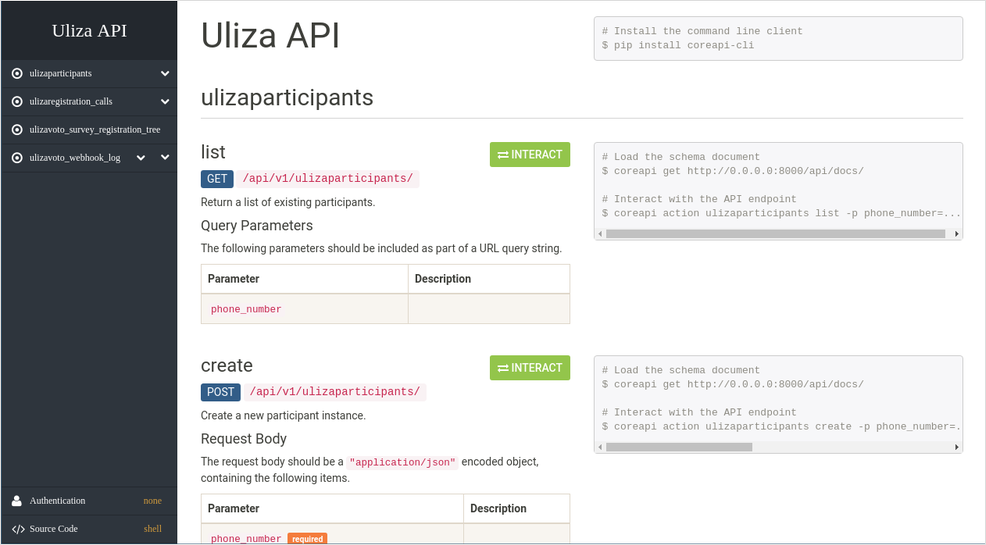 Uliza API
ulizaparticipants
ulizaregistration_calls
ulizavoto_survey_registration_tree
ulizavoto_webhook_log
Authentication none
Source Code shell
Uliza API
# Install the command line client
$ pip install coreapi-cli
ulizaparticipants
list
INTERACT
GET /api/v1/ulizaparticipants/
Return a list of existing participants.
Query Parameters
The following parameters should be included as part of a URL query string.
Parameter Description
phone_number
# Load the schema document
$ coreapi get http://0.0.0.0:8000/api/docs/
# Interact with the API endpoint
$ coreapi action ulizaparticipants list -p phone_number=...
create
INTERACT
POST /api/v1/ulizaparticipants/
Create a new participant instance.
Request Body
The request body should be a "application/json" encoded object,
containing the following items.
Parameter Description
phone_number required
# Load the schema document
$ coreapi get http://0.0.0.0:8000/api/docs/
# Interact with the API endpoint
$ coreapi action ulizaparticipants create -p phone_number=.